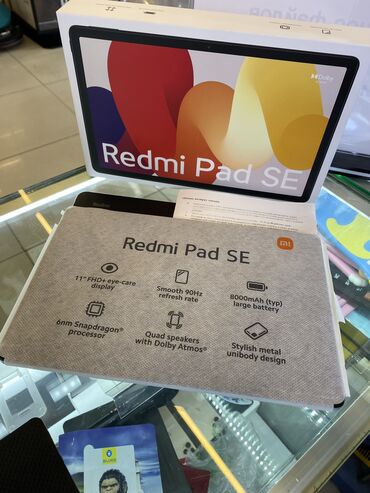 Dolby
Redmi Pad SE
Redmi Pad SE
mi
11" FHD+ eye-care
display
Smooth 90Hz
refresh rate
8000mAh (typ)
large battery
6nm Snapdragon®
processor
Quad speakers
with Dolby Atmos®
Stylish metal
unibody design